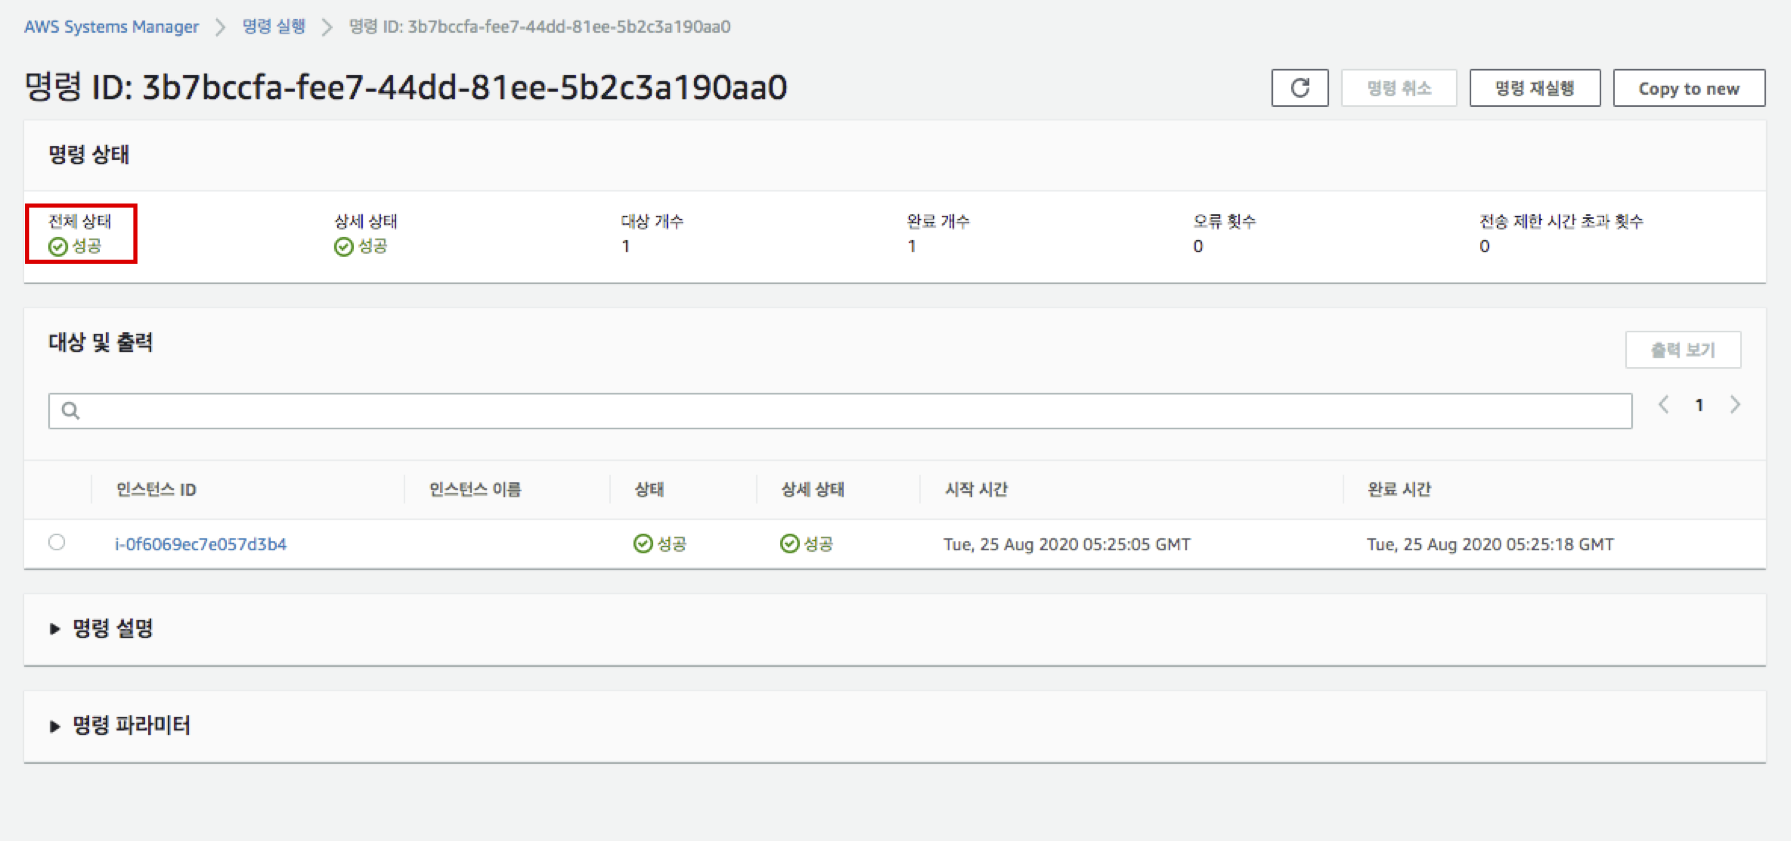 AWS Systems Manager > 명령 실행 > 명령 ID: 3b7bccfa-fee7-44dd-81ee-5b2c3a190aa0
명령 ID: 3b7bccfa-fee7-44dd-81ee-5b2c3a190aa0
명령 취소 명령 재실행 Copy to new
명령 상태
전체 상태 상세 상태 대상 개수 완료 개수 오류 횟수 전송 제한 시간 초과 횟수
성공 성공 1 1 0 0
대상 및 출력
출력 보기
1
인스턴스 ID 인스턴스 이름 상태 상세 상태 시작 시간 완료 시간
i-0f6069ec7e057d3b4 성공 성공 Tue, 25 Aug 2020 05:25:05 GMT Tue, 25 Aug 2020 05:25:18 GMT
명령 설명
명령 파라미터